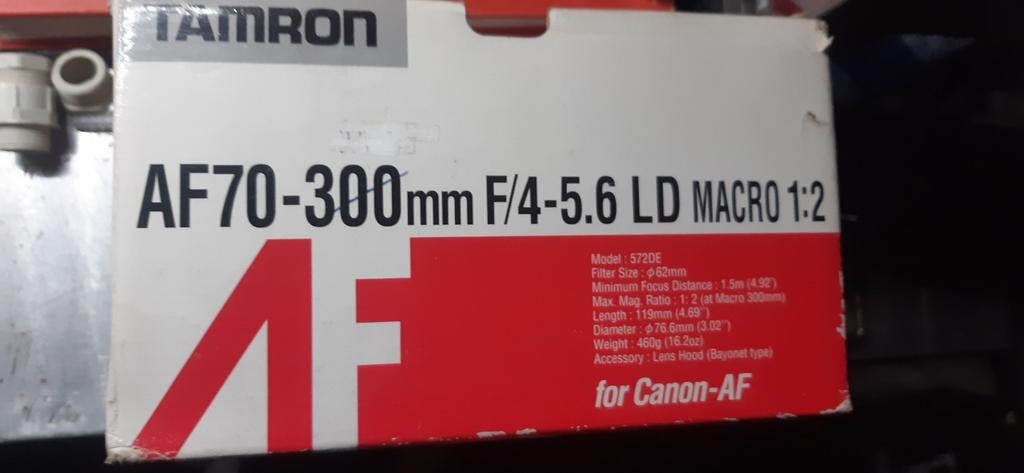 TAMRON
AF70-300mm F/4-5.6 LD MACRO 1:2
AF
Model : 572DE
Filter Size : ϕ62mm
Minimum Focus Distance : 1.5m (4.92')
Max. Mag. Ratio : 1: 2 (at Macro 300mm)
Length : 119mm (4.69")
Diameter : ϕ76.6mm (3.02")
Weight : 460g (16.2oz)
Accessory : Lens Hood (Bayonet type)
for Canon-AF